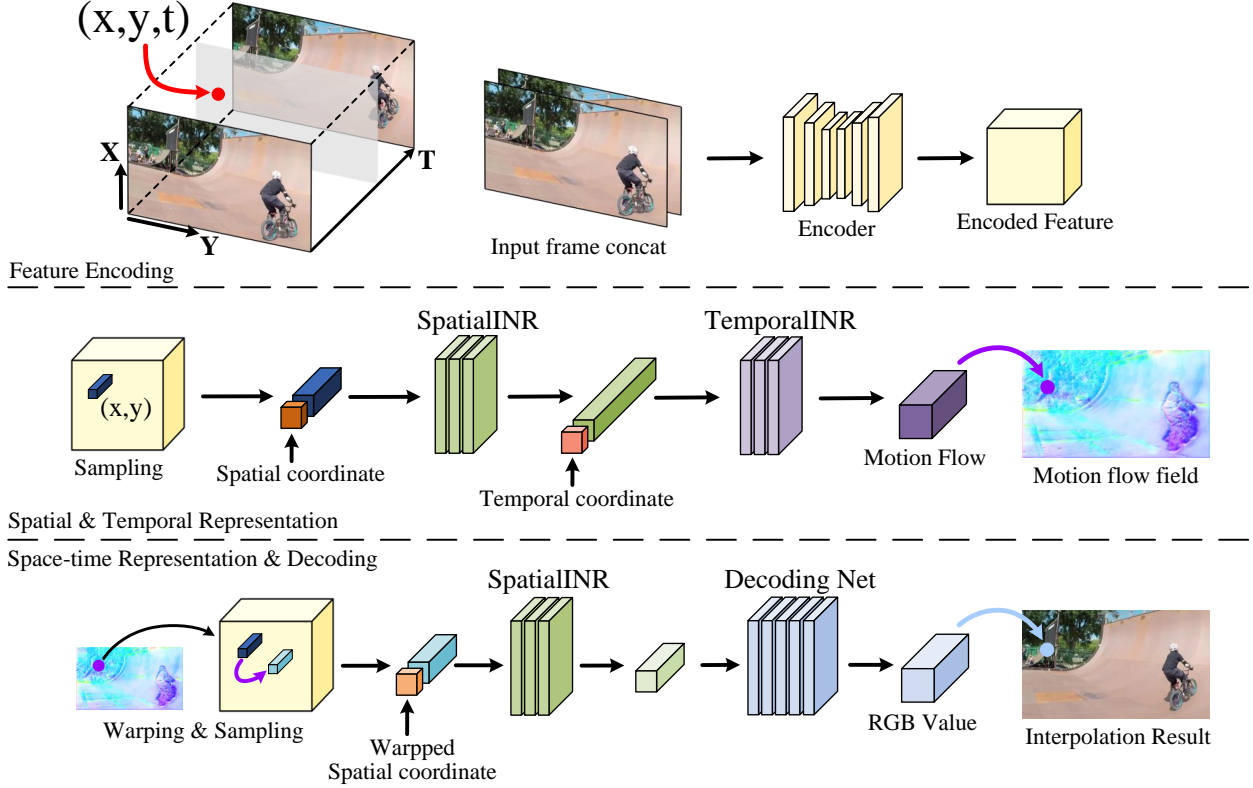 (x,y,t)
X
T
Y
Input frame concat
Encoder
Encoded Feature
Feature Encoding
SpatialINR
TemporalINR
(x,y)
Sampling
Spatial coordinate
Temporal coordinate
Motion Flow
Motion flow field
Spatial & Temporal Representation
Space-time Representation & Decoding
SpatialINR
Decoding Net
Warping & Sampling
Warpped
Spatial coordinate
RGB Value
Interpolation Result